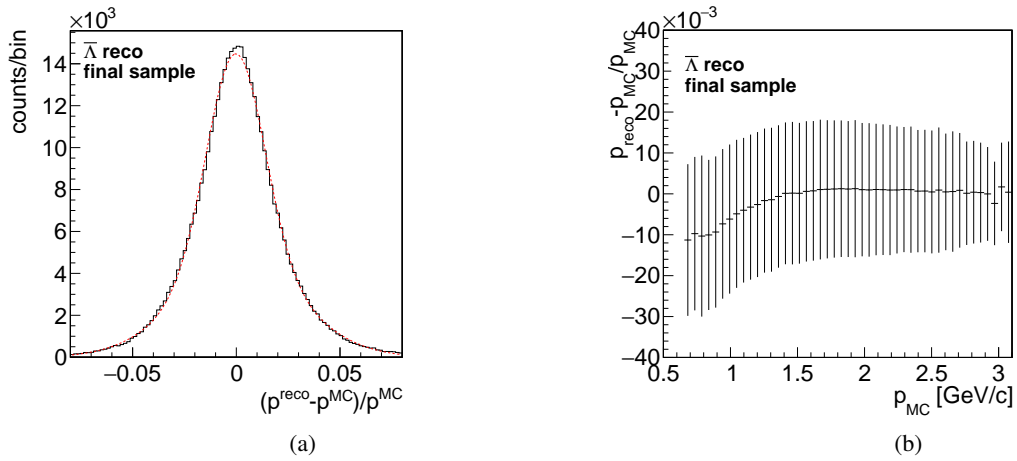 ×10³
Λ̅ reco
final sample
counts/bin
14
12
10
8
6
4
2
0
−0.05 0 0.05
(p^reco-p^MC)/p^MC
(a)
×10⁻³
Λ̅ reco
final sample
p_reco-p_MC/p_MC
40
30
20
10
0
−10
−20
−30
−40
0.5 1 1.5 2 2.5 3
p_MC [GeV/c]
(b)